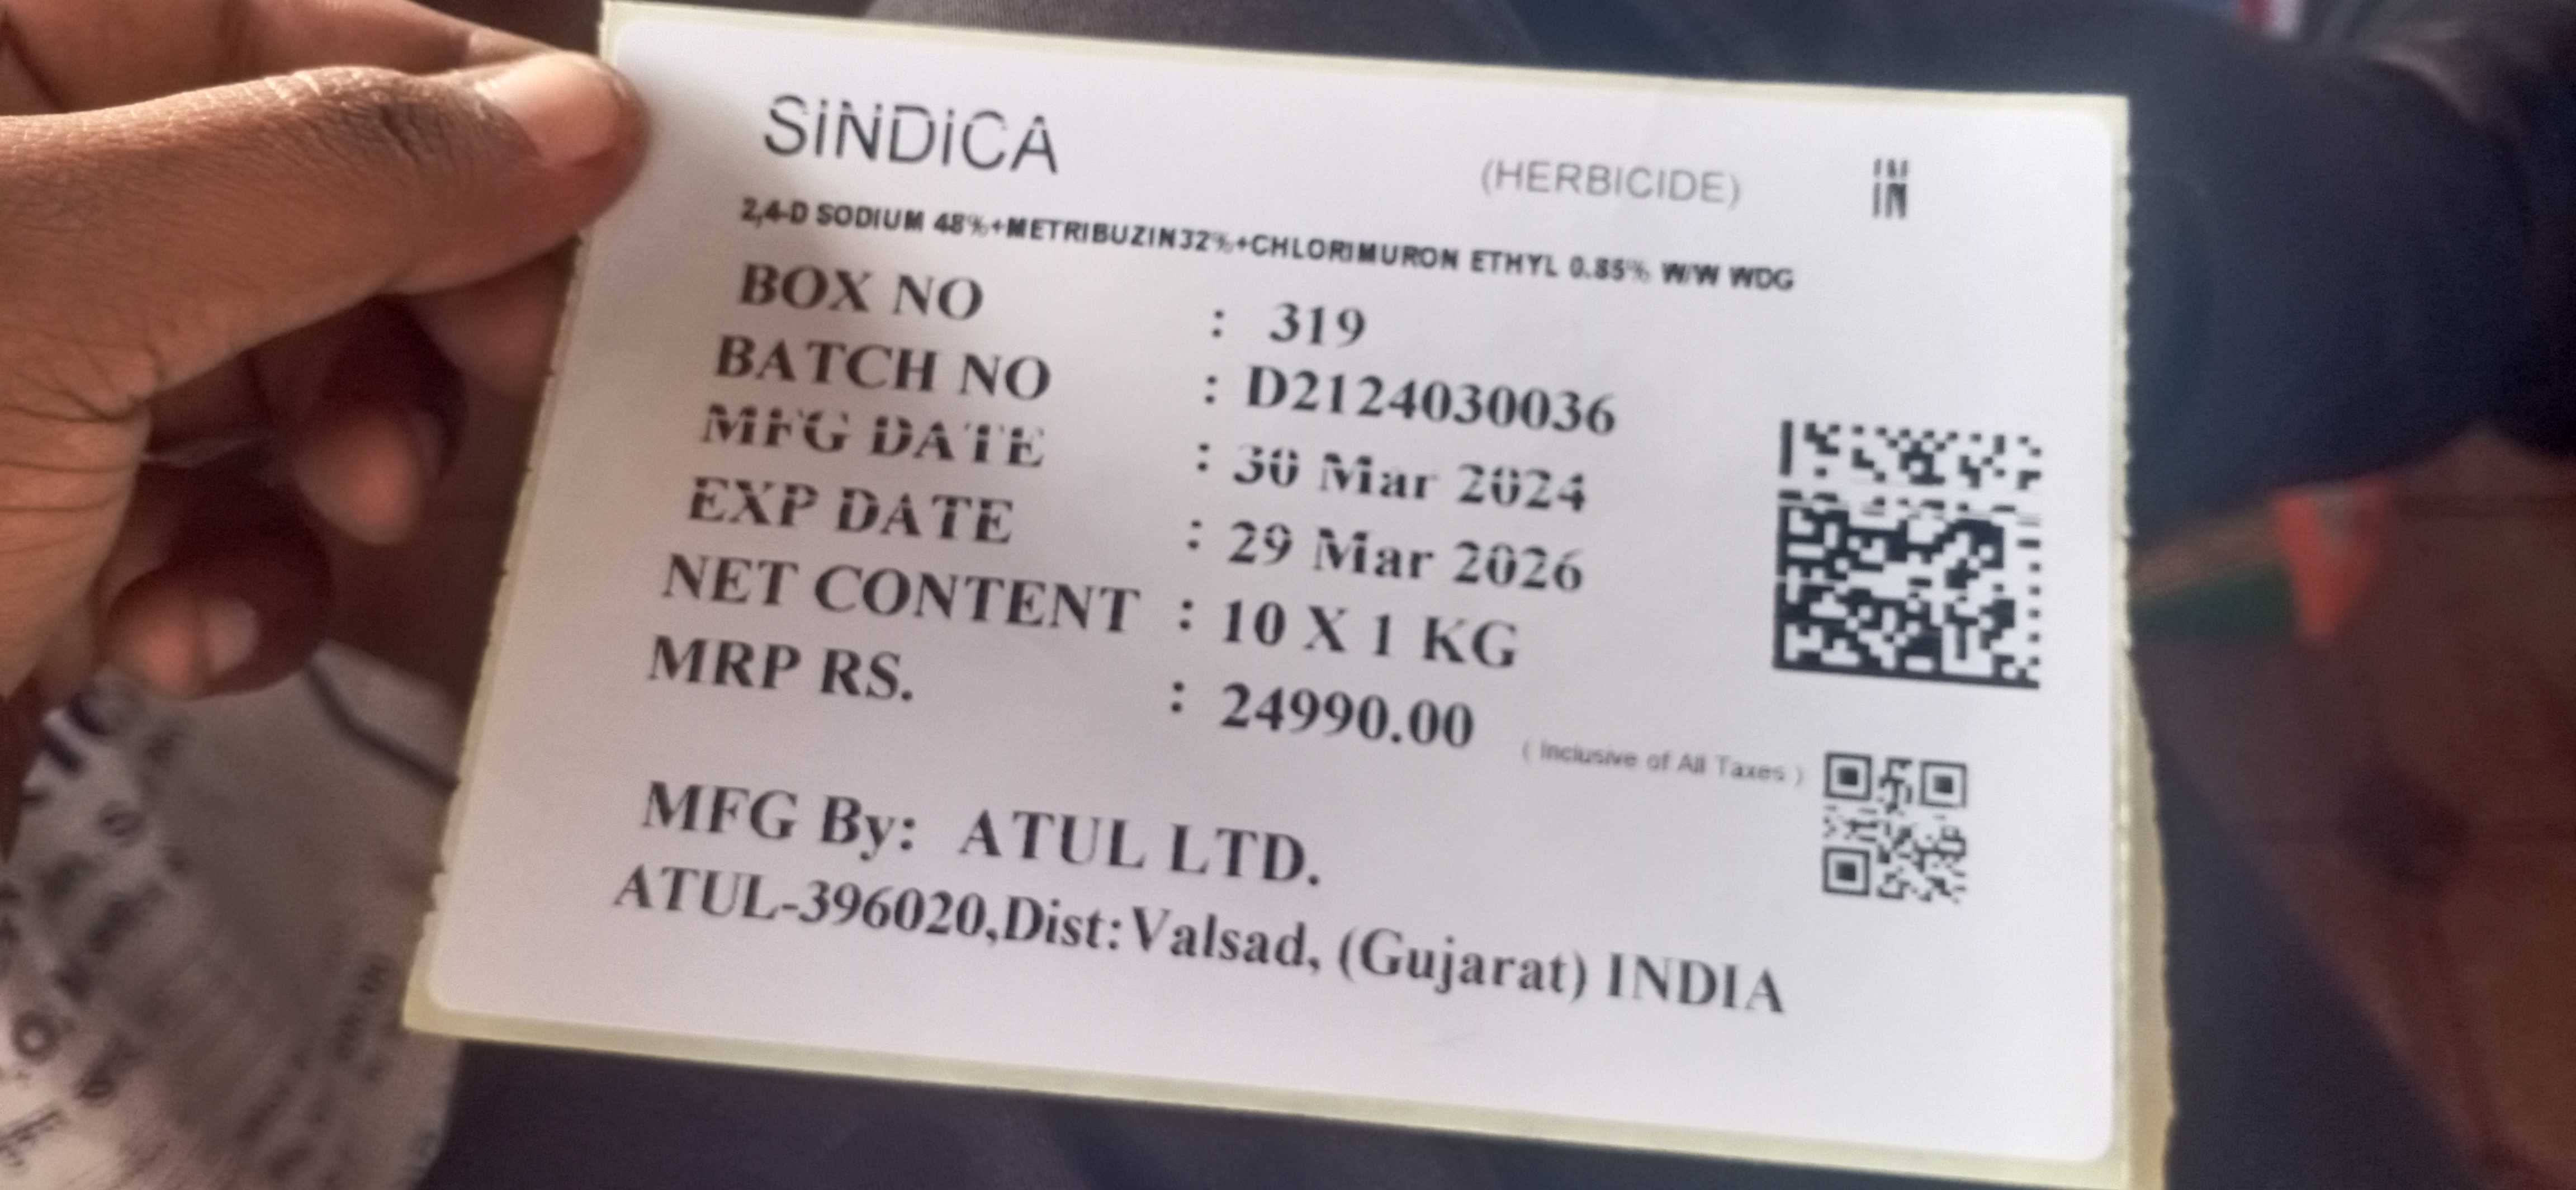 SINDICA (HERBICIDE) IN
2,4-D SODIUM 48%+METRIBUZIN32%+CHLORIMURON ETHYL 0.85% W/W WDG
BOX NO : 319
BATCH NO : D2124030036
MFG DATE : 30 Mar 2024
EXP DATE : 29 Mar 2026
NET CONTENT : 10 X 1 KG
MRP RS. : 24990.00
( Inclusive of All Taxes )
MFG By: ATUL LTD.
ATUL-396020,Dist:Valsad, (Gujarat) INDIA